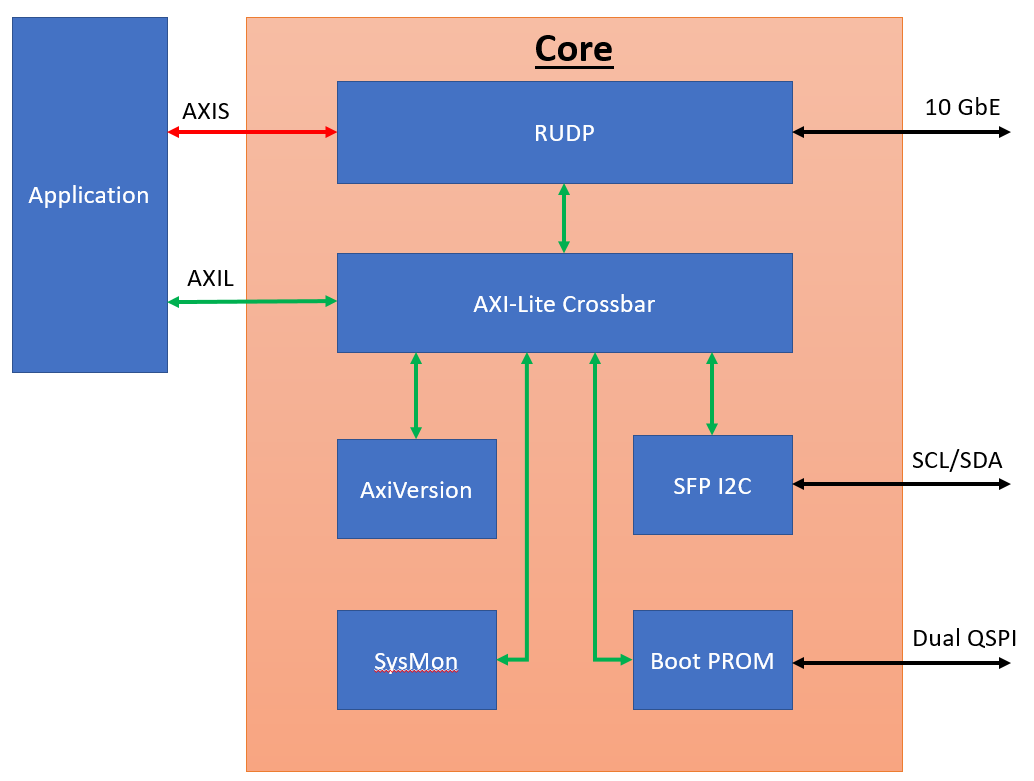 Core
AXIS
10 GbE
RUDP
Application
AXIL
AXI-Lite Crossbar
SCL/SDA
AxiVersion
SFP I2C
Dual QSPI
SysMon
Boot PROM